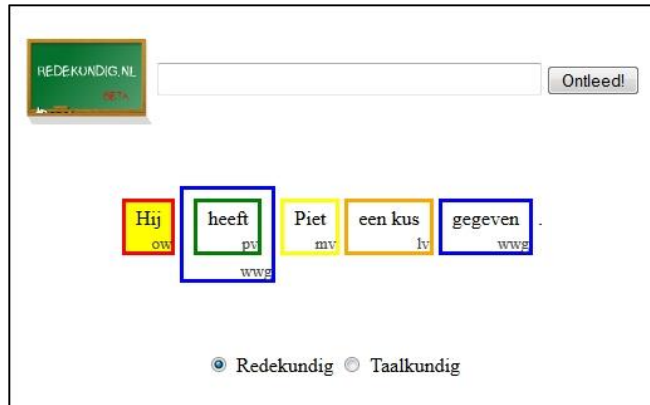 REDEKUNDIG.NL
BETA
Ontleed!
Hij heeft Piet een kus gegeven .
ow pv mv lv wwg
wwg
Redekundig Taalkundig